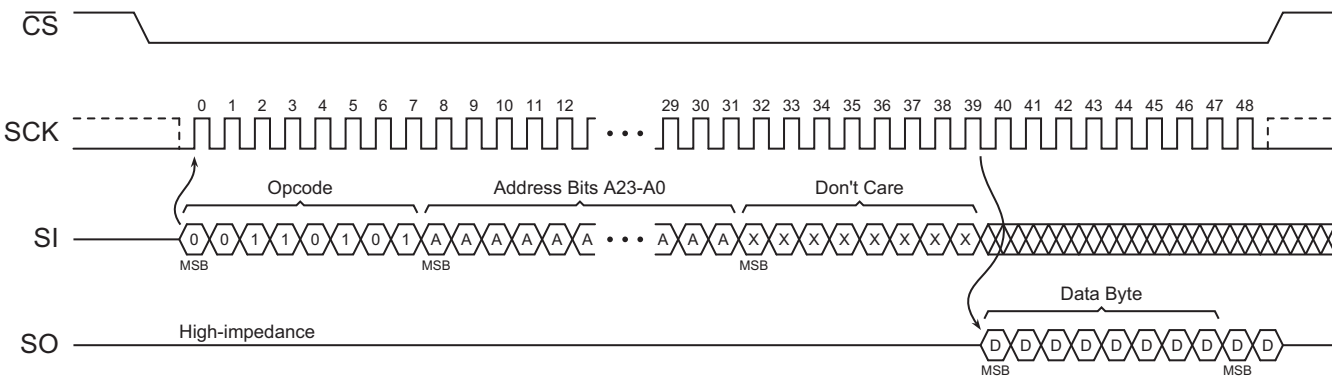 CS
0 1 2 3 4 5 6 7 8 9 10 11 12 29 30 31 32 33 34 35 36 37 38 39 40 41 42 43 44 45 46 47 48
SCK
Opcode Address Bits A23-A0 Don't Care
SI 0 0 1 1 0 1 0 1 A A A A A A • • • A A A X X X X X X X X
MSB MSB MSB
Data Byte
High-impedance
SO D D D D D D D D D D
MSB MSB